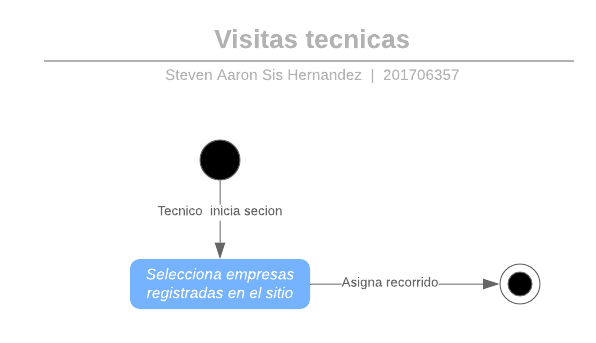 Visitas tecnicas
Steven Aaron Sis Hernandez | 201706357
Tecnico inicia secion
Selecciona empresas
registradas en el sitio
Asigna recorrido